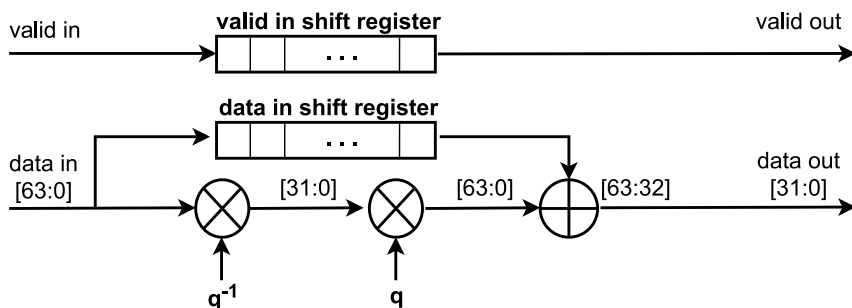 valid in shift register
valid in
valid out
. . .
data in shift register
. . .
data in
[63:0]
[31:0]
[63:0]
[63:32]
data out
[31:0]
q-1
q